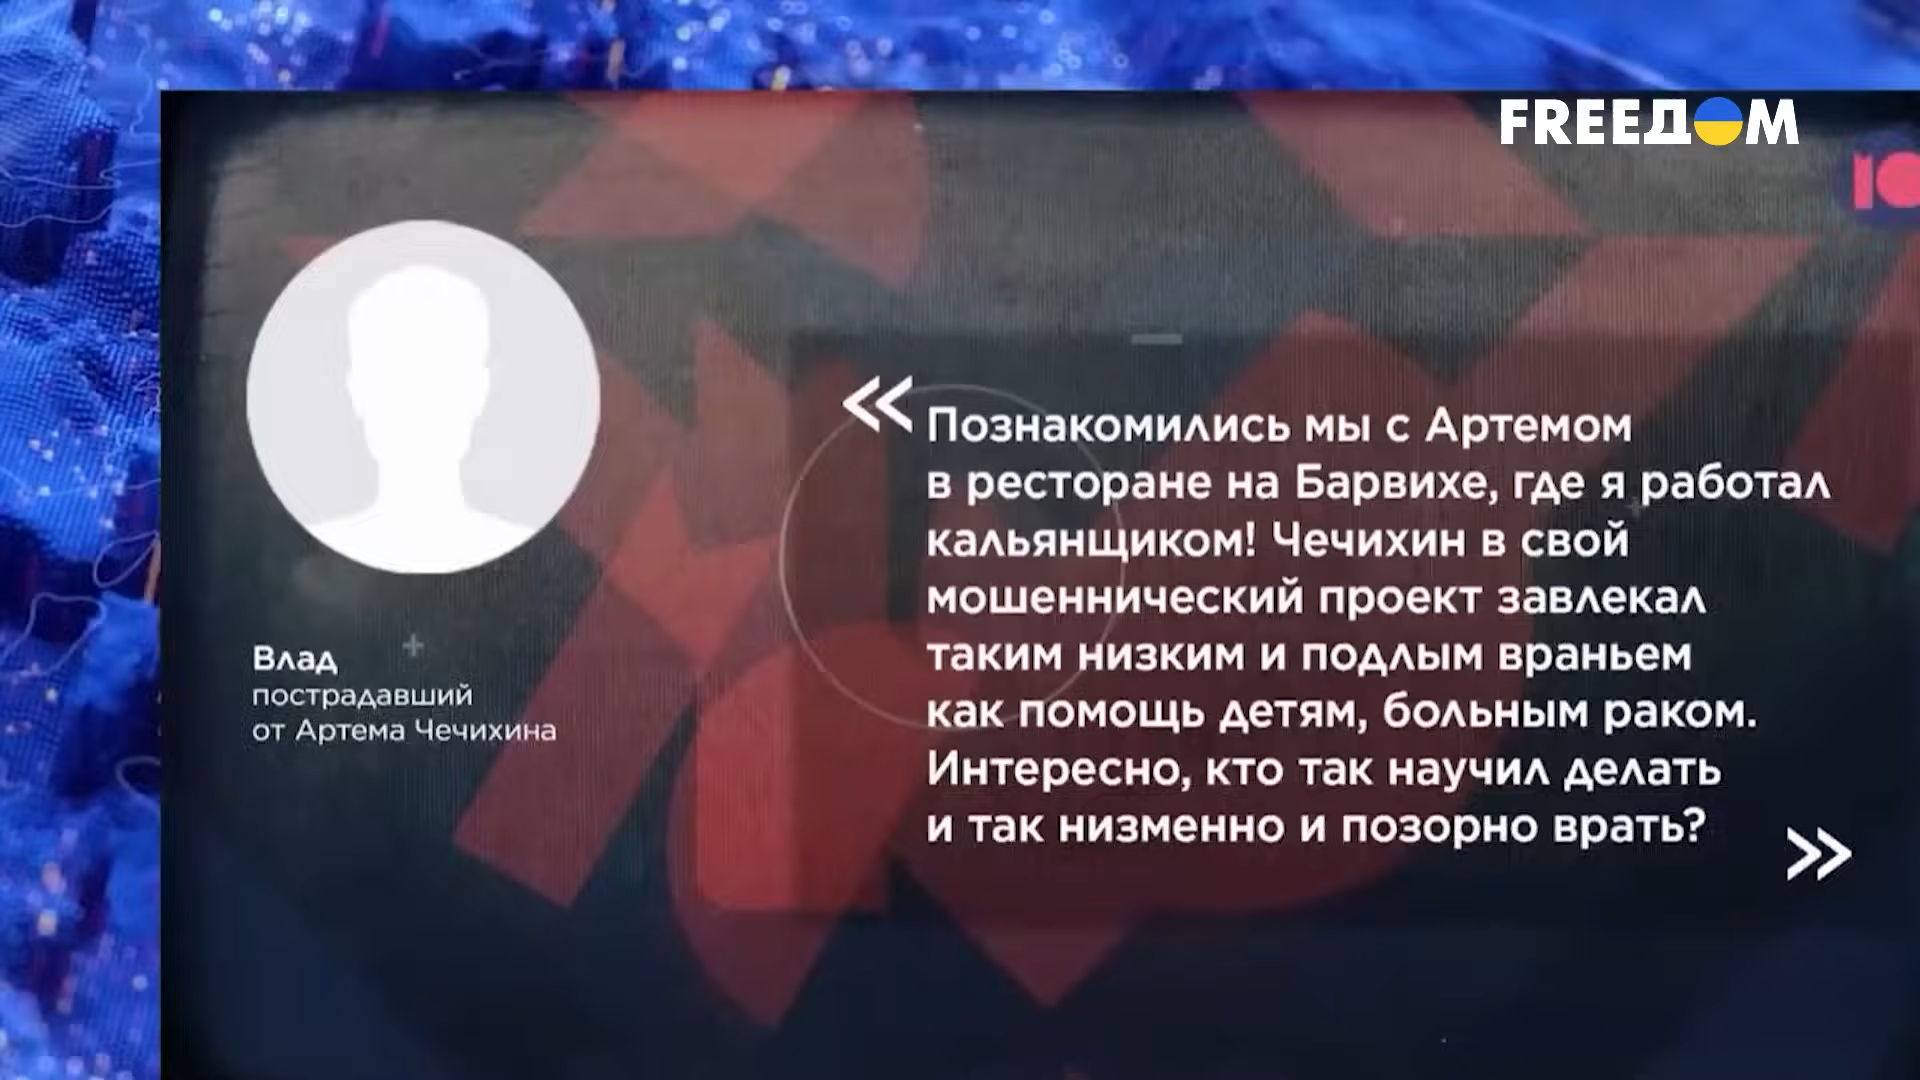 FREEДOM
Ю
«Познакомились мы с Артемом
в ресторане на Барвихе, где я работал
кальянщиком! Чечихин в свой
мошеннический проект завлекал
таким низким и подлым враньем
как помощь детям, больным раком.
Интересно, кто так научил делать
и так низменно и позорно врать?»
Влад
пострадавший
от Артема Чечихина